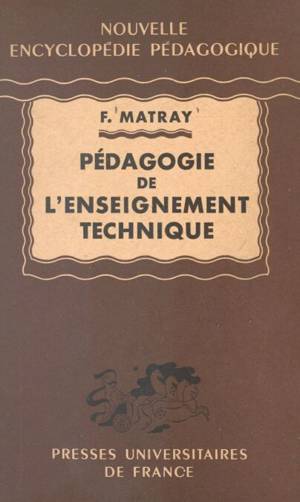 NOUVELLE
ENCYCLOPÉDIE PÉDAGOGIQUE
F. MATRAY
PÉDAGOGIE
DE
L'ENSEIGNEMENT
TECHNIQUE
PRESSES UNIVERSITAIRES
DE FRANCE